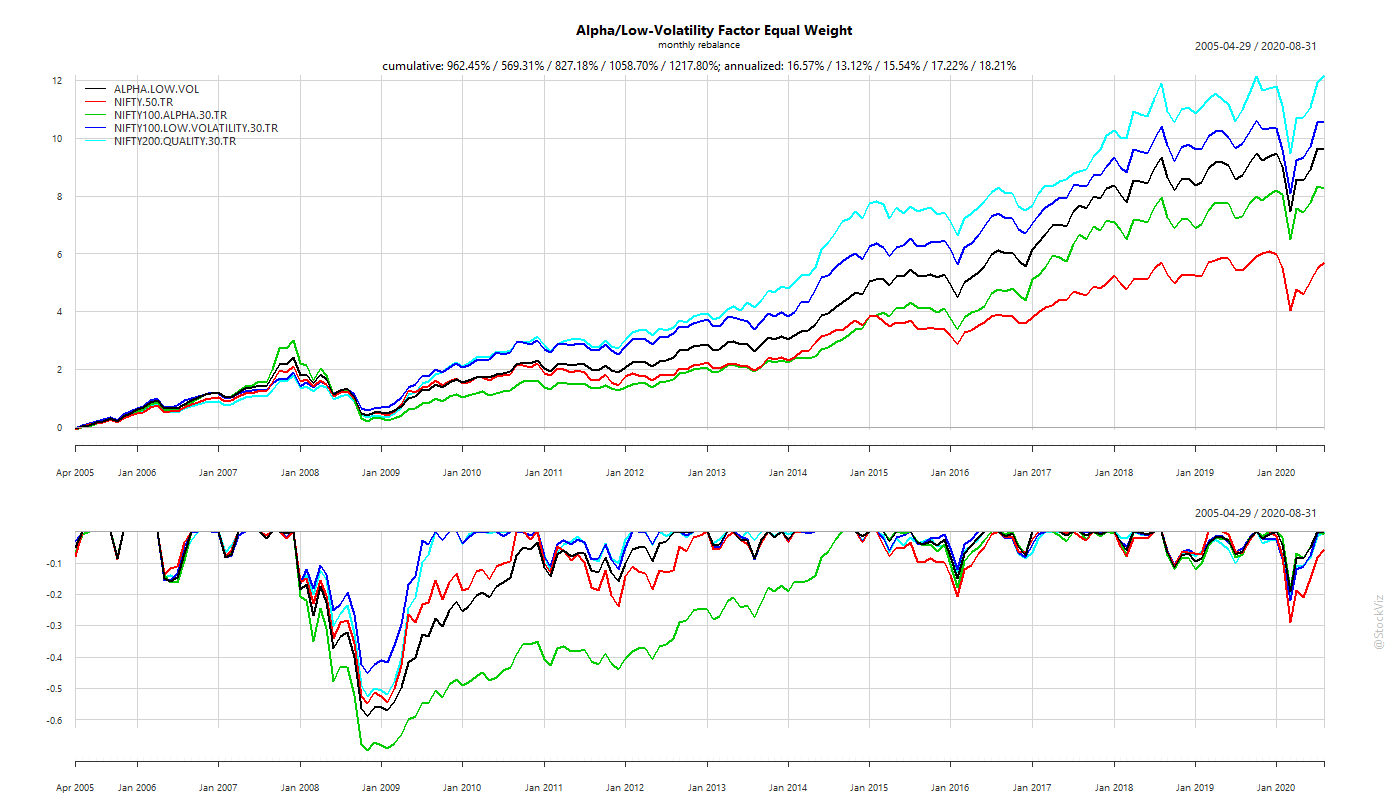 Alpha/Low-Volatility Factor Equal Weight
monthly rebalance
2005-04-29 / 2020-08-31
cumulative: 962.45% / 569.31% / 827.18% / 1058.70% / 1217.80%; annualized: 16.57% / 13.12% / 15.54% / 17.22% / 18.21%
ALPHA.LOW.VOL
NIFTY.50.TR
NIFTY100.ALPHA.30.TR
NIFTY100.LOW.VOLATILITY.30.TR
NIFTY200.QUALITY.30.TR
12
10
8
6
4
2
0
Apr 2005 Jan 2006 Jan 2007 Jan 2008 Jan 2009 Jan 2010 Jan 2011 Jan 2012 Jan 2013 Jan 2014 Jan 2015 Jan 2016 Jan 2017 Jan 2018 Jan 2019 Jan 2020
2005-04-29 / 2020-08-31
-0.1
-0.2
-0.3
-0.4
-0.5
-0.6
Apr 2005 Jan 2006 Jan 2007 Jan 2008 Jan 2009 Jan 2010 Jan 2011 Jan 2012 Jan 2013 Jan 2014 Jan 2015 Jan 2016 Jan 2017 Jan 2018 Jan 2019 Jan 2020
@StockViz